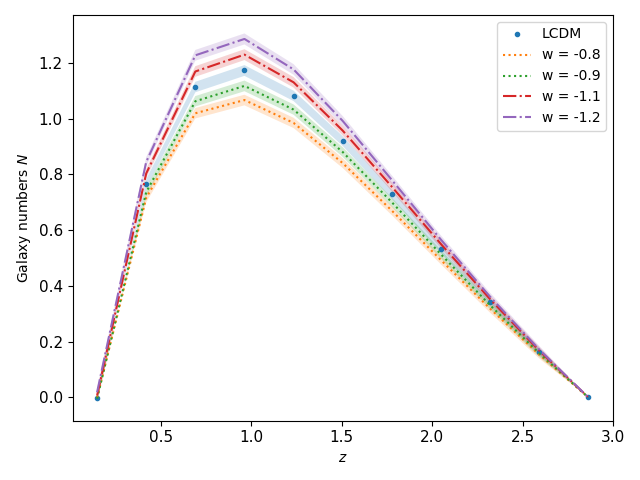 LCDM
w = -0.8
w = -0.9
w = -1.1
w = -1.2
Galaxy numbers N
1.2
1.0
0.8
0.6
0.4
0.2
0.0
0.5
1.0
1.5
2.0
2.5
3.0
z